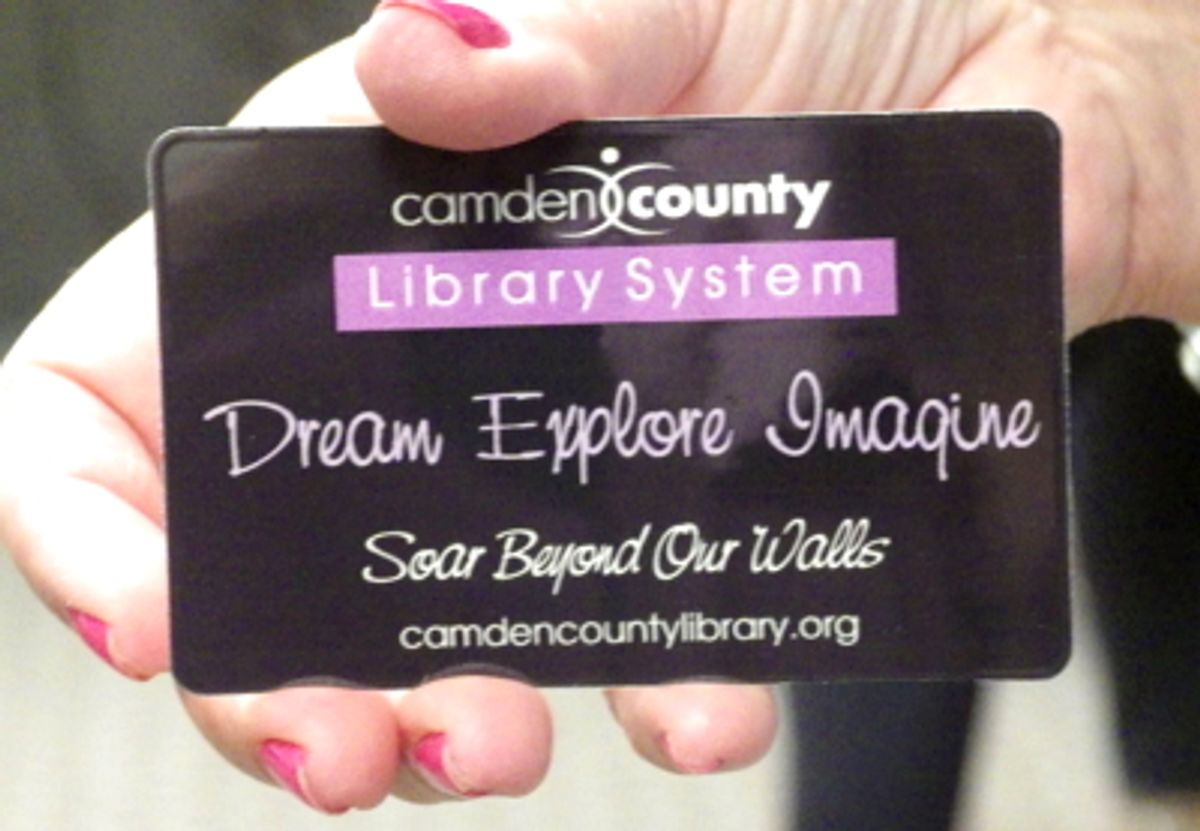 camden county
Library System
Dream Explore Imagine
Soar Beyond Our Walls
camdencountylibrary.org